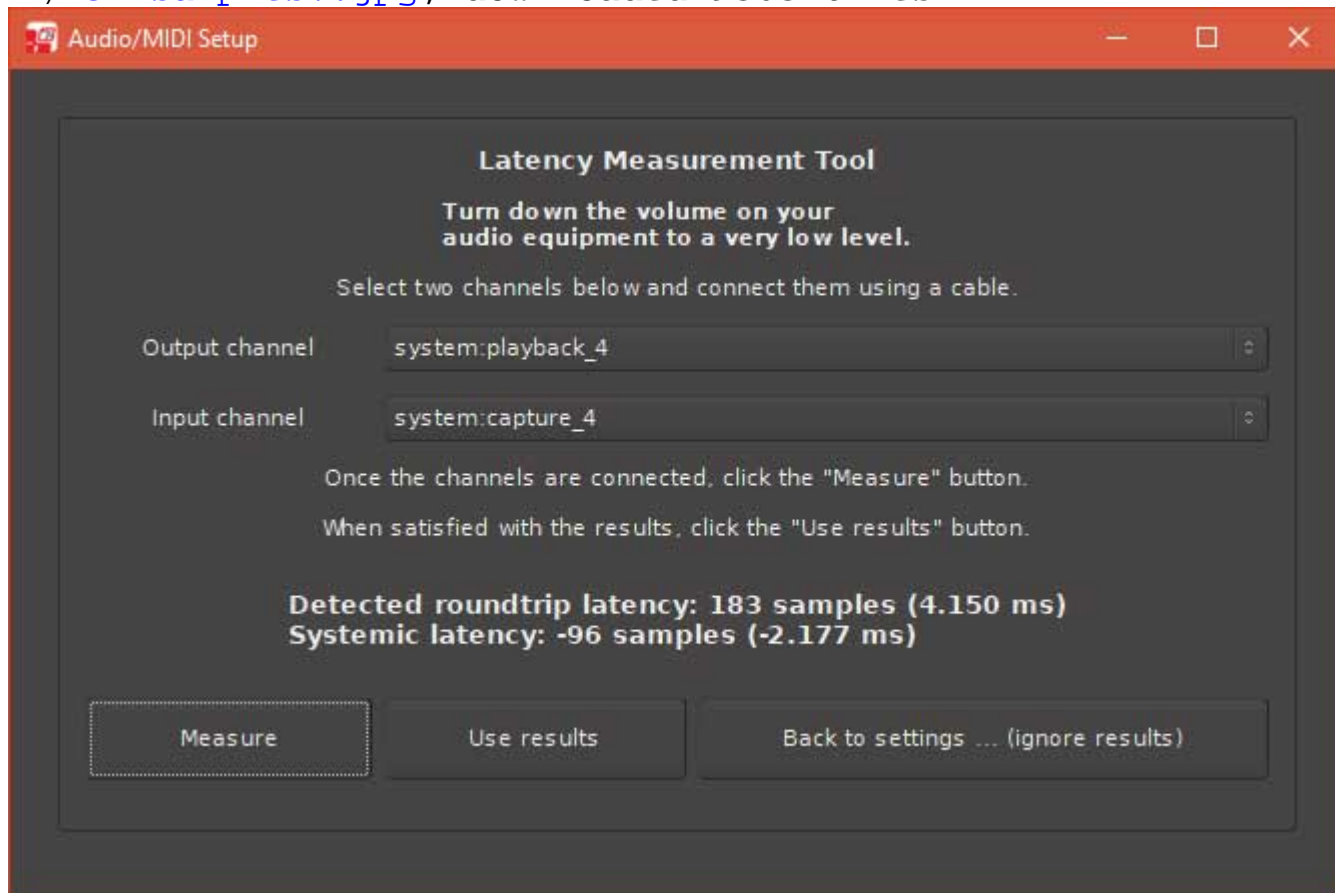 Audio/MIDI Setup
Latency Measurement Tool
Turn down the volume on your
audio equipment to a very low level.
Select two channels below and connect them using a cable.
Output channel system:playback_4
Input channel system:capture_4
Once the channels are connected, click the "Measure" button.
When satisfied with the results, click the "Use results" button.
Detected roundtrip latency: 183 samples (4.150 ms)
Systemic latency: -96 samples (-2.177 ms)
Measure Use results Back to settings ... (ignore results)